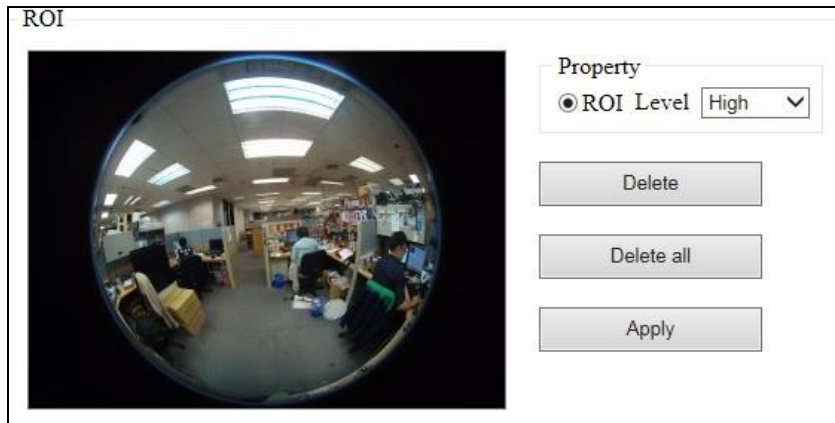 ROI
Property
ROI Level High
Delete
Delete all
Apply